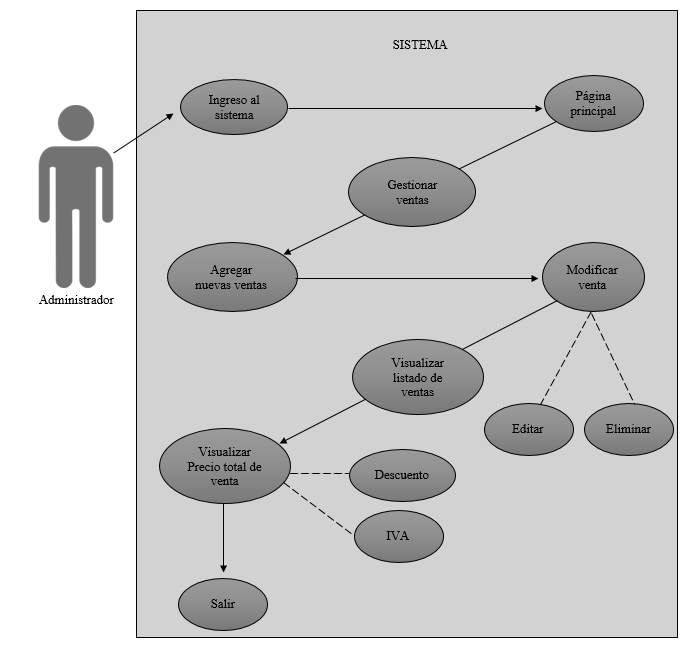 SISTEMA
Ingreso al
sistema
Página
principal
Gestionar
ventas
Agregar
nuevas ventas
Modificar
venta
Administrador
Visualizar
listado de
ventas
Editar
Eliminar
Visualizar
Precio total de
venta
Descuento
IVA
Salir